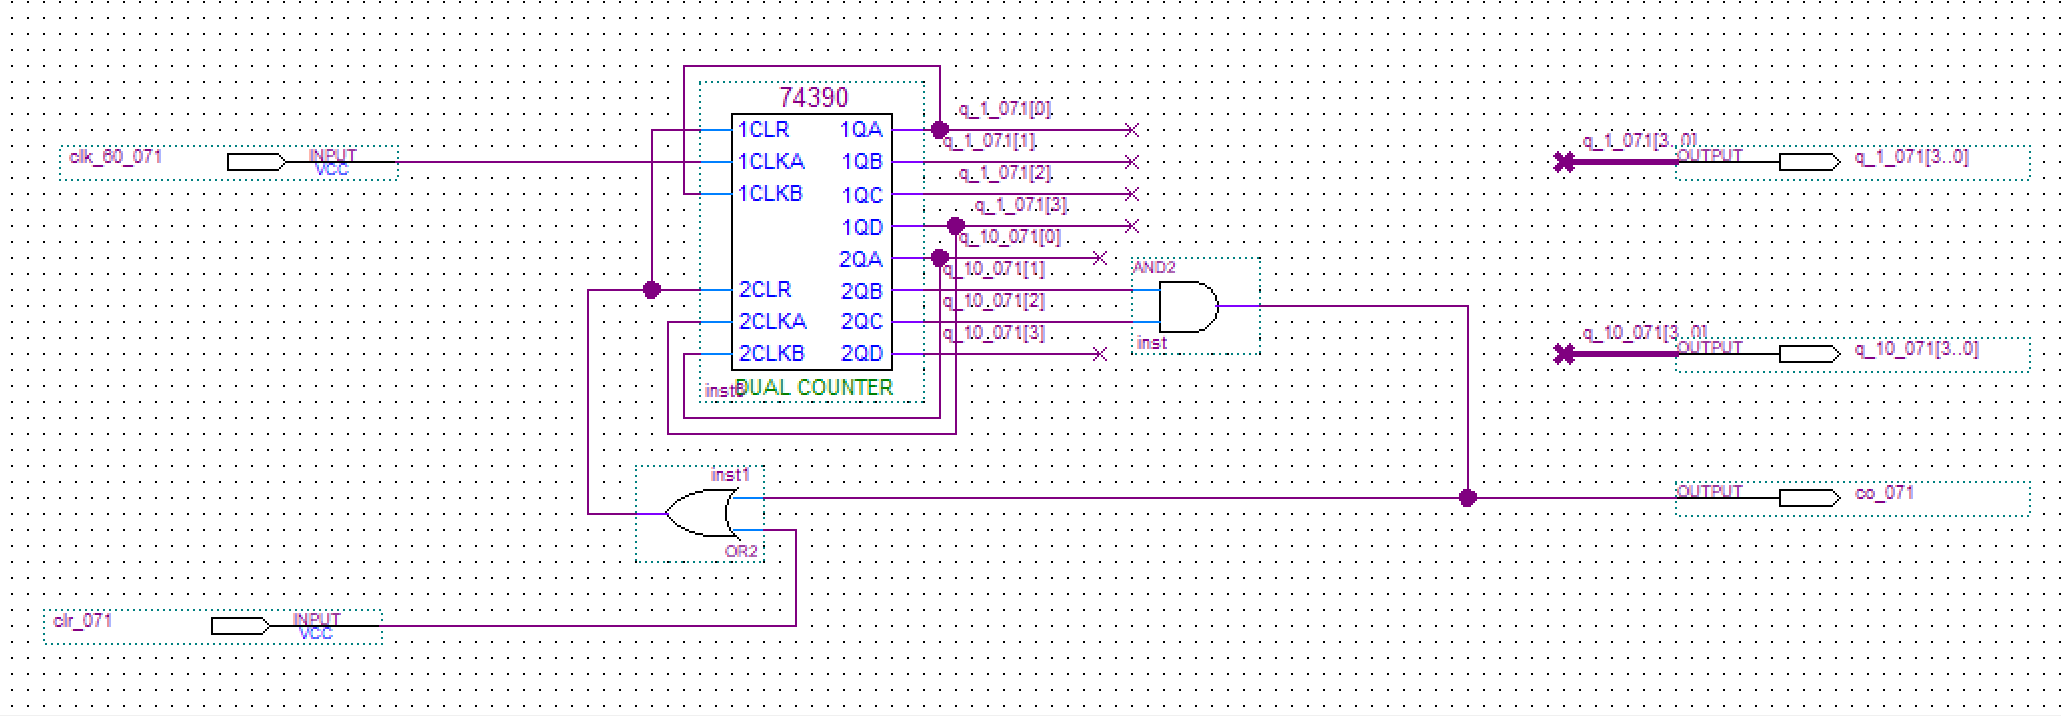 74390
1CLR
1QA
q_1_071[0]
q_1_071[1]
q_1_071[3..0]
clk_60_071
INPUT
VCC
1CLKA
1QB
OUTPUT
q_1_071[3..0]
q_1_071[2]
1CLKB
1QC
q_1_071[3]
1QD
q_10_071[0]
2QA
q_10_071[1]
AND2
2CLR
2QB
q_10_071[2]
2CLKA
2QC
q_10_071[3]
q_10_071[3..0]
inst
2CLKB
2QD
OUTPUT
q_10_071[3..0]
DUAL COUNTER
inst1
OUTPUT
co_071
OR2
clr_071
INPUT
VCC